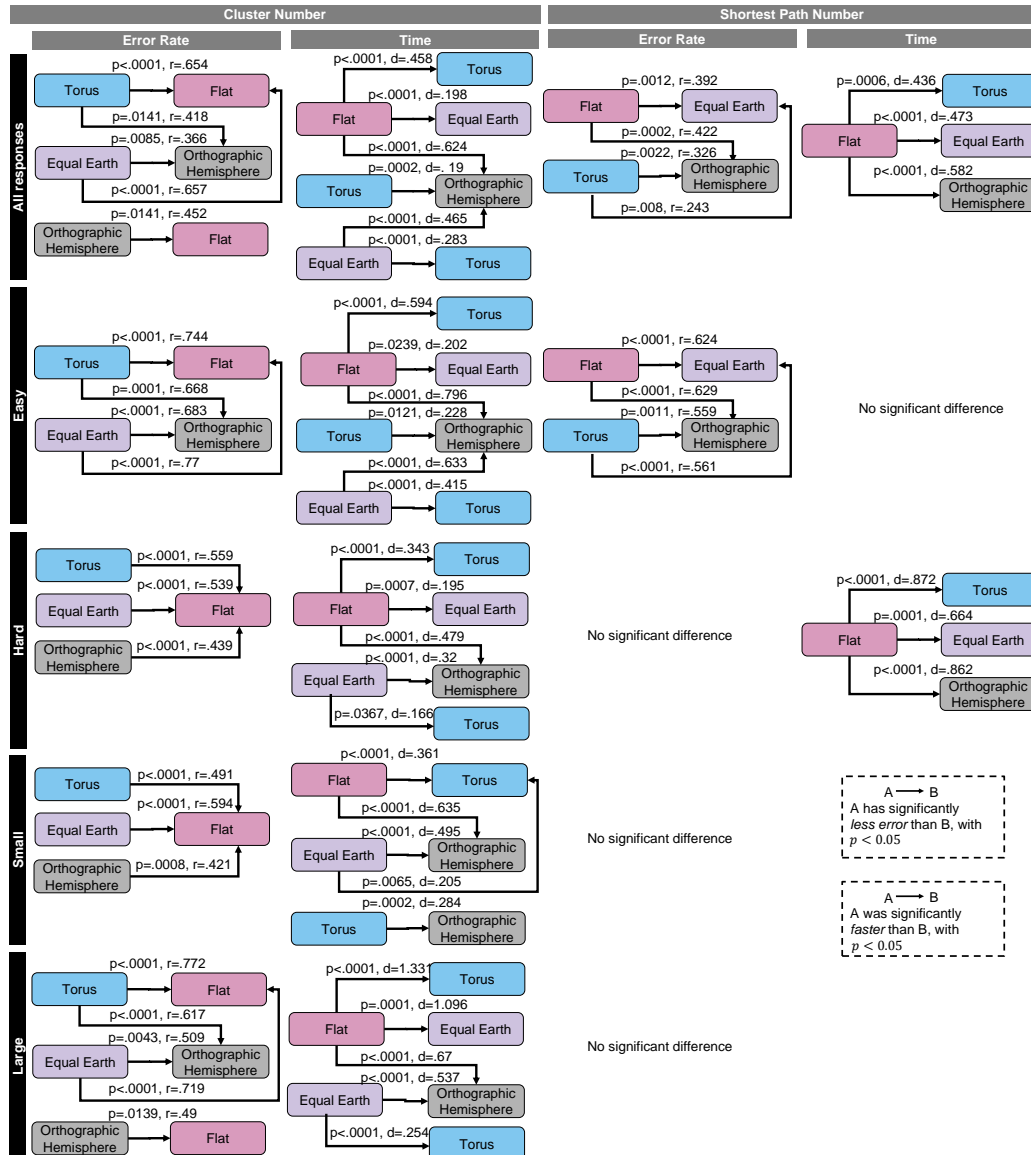 Cluster Number
Shortest Path Number
Error Rate
Time
Error Rate
Time
All responses
p<.0001, r=.654
Torus
Flat
p=.0141, r=.418
p=.0085, r=.366
Equal Earth
Orthographic
Hemisphere
p<.0001, r=.657
p=.0141, r=.452
Orthographic
Hemisphere
Flat
p<.0001, d=.458
Torus
p<.0001, d=.198
Flat
Equal Earth
p<.0001, d=.624
p=.0002, d=. 19
Torus
Orthographic
Hemisphere
p<.0001, d=.465
p<.0001, d=.283
Equal Earth
Torus
p=.0012, r=.392
Flat
Equal Earth
p=.0002, r=.422
p=.0022, r=.326
Torus
Orthographic
Hemisphere
p=.008, r=.243
p=.0006, d=.436
Torus
p<.0001, d=.473
Flat
Equal Earth
p<.0001, d=.582
Orthographic
Hemisphere
Easy
p<.0001, r=.744
Torus
Flat
p=.0001, r=.668
p<.0001, r=.683
Equal Earth
Orthographic
Hemisphere
p<.0001, r=.77
p<.0001, d=.594
Torus
p=.0239, d=.202
Flat
Equal Earth
p<.0001, d=.796
p=.0121, d=.228
Torus
Orthographic
Hemisphere
p<.0001, d=.633
p<.0001, d=.415
Equal Earth
Torus
p<.0001, r=.624
Flat
Equal Earth
p<.0001, r=.629
p=.0011, r=.559
Torus
Orthographic
Hemisphere
p<.0001, r=.561
No significant difference
Hard
p<.0001, r=.559
Torus
p<.0001, r=.539
Equal Earth
Flat
Orthographic
Hemisphere
p<.0001, r=.439
p<.0001, d=.343
Torus
p=.0007, d=.195
Flat
Equal Earth
p<.0001, d=.479
p<.0001, d=.32
Equal Earth
Orthographic
Hemisphere
p=.0367, d=.166
Torus
No significant difference
p<.0001, d=.872
Torus
p=.0001, d=.664
Flat
Equal Earth
p<.0001, d=.862
Orthographic
Hemisphere
Small
p<.0001, r=.491
Torus
p<.0001, r=.594
Equal Earth
Flat
p=.0008, r=.421
Orthographic
Hemisphere
p<.0001, d=.361
Flat
Torus
p<.0001, d=.635
p<.0001, d=.495
Equal Earth
Orthographic
Hemisphere
p=.0065, d=.205
p=.0002, d=.284
Torus
Orthographic
Hemisphere
No significant difference
A B
A has significantly
less error than B, with
p < 0.05
A B
A was significantly
faster than B, with
p < 0.05
Large
p<.0001, r=.772
Torus
Flat
p<.0001, r=.617
p=.0043, r=.509
Equal Earth
Orthographic
Hemisphere
p<.0001, r=.719
p=.0139, r=.49
Orthographic
Hemisphere
Flat
p<.0001, d=1.331
Torus
p=.0001, d=1.096
Flat
Equal Earth
p<.0001, d=.67
p<.0001, d=.537
Equal Earth
Orthographic
Hemisphere
p<.0001, d=.254
Torus
No significant difference